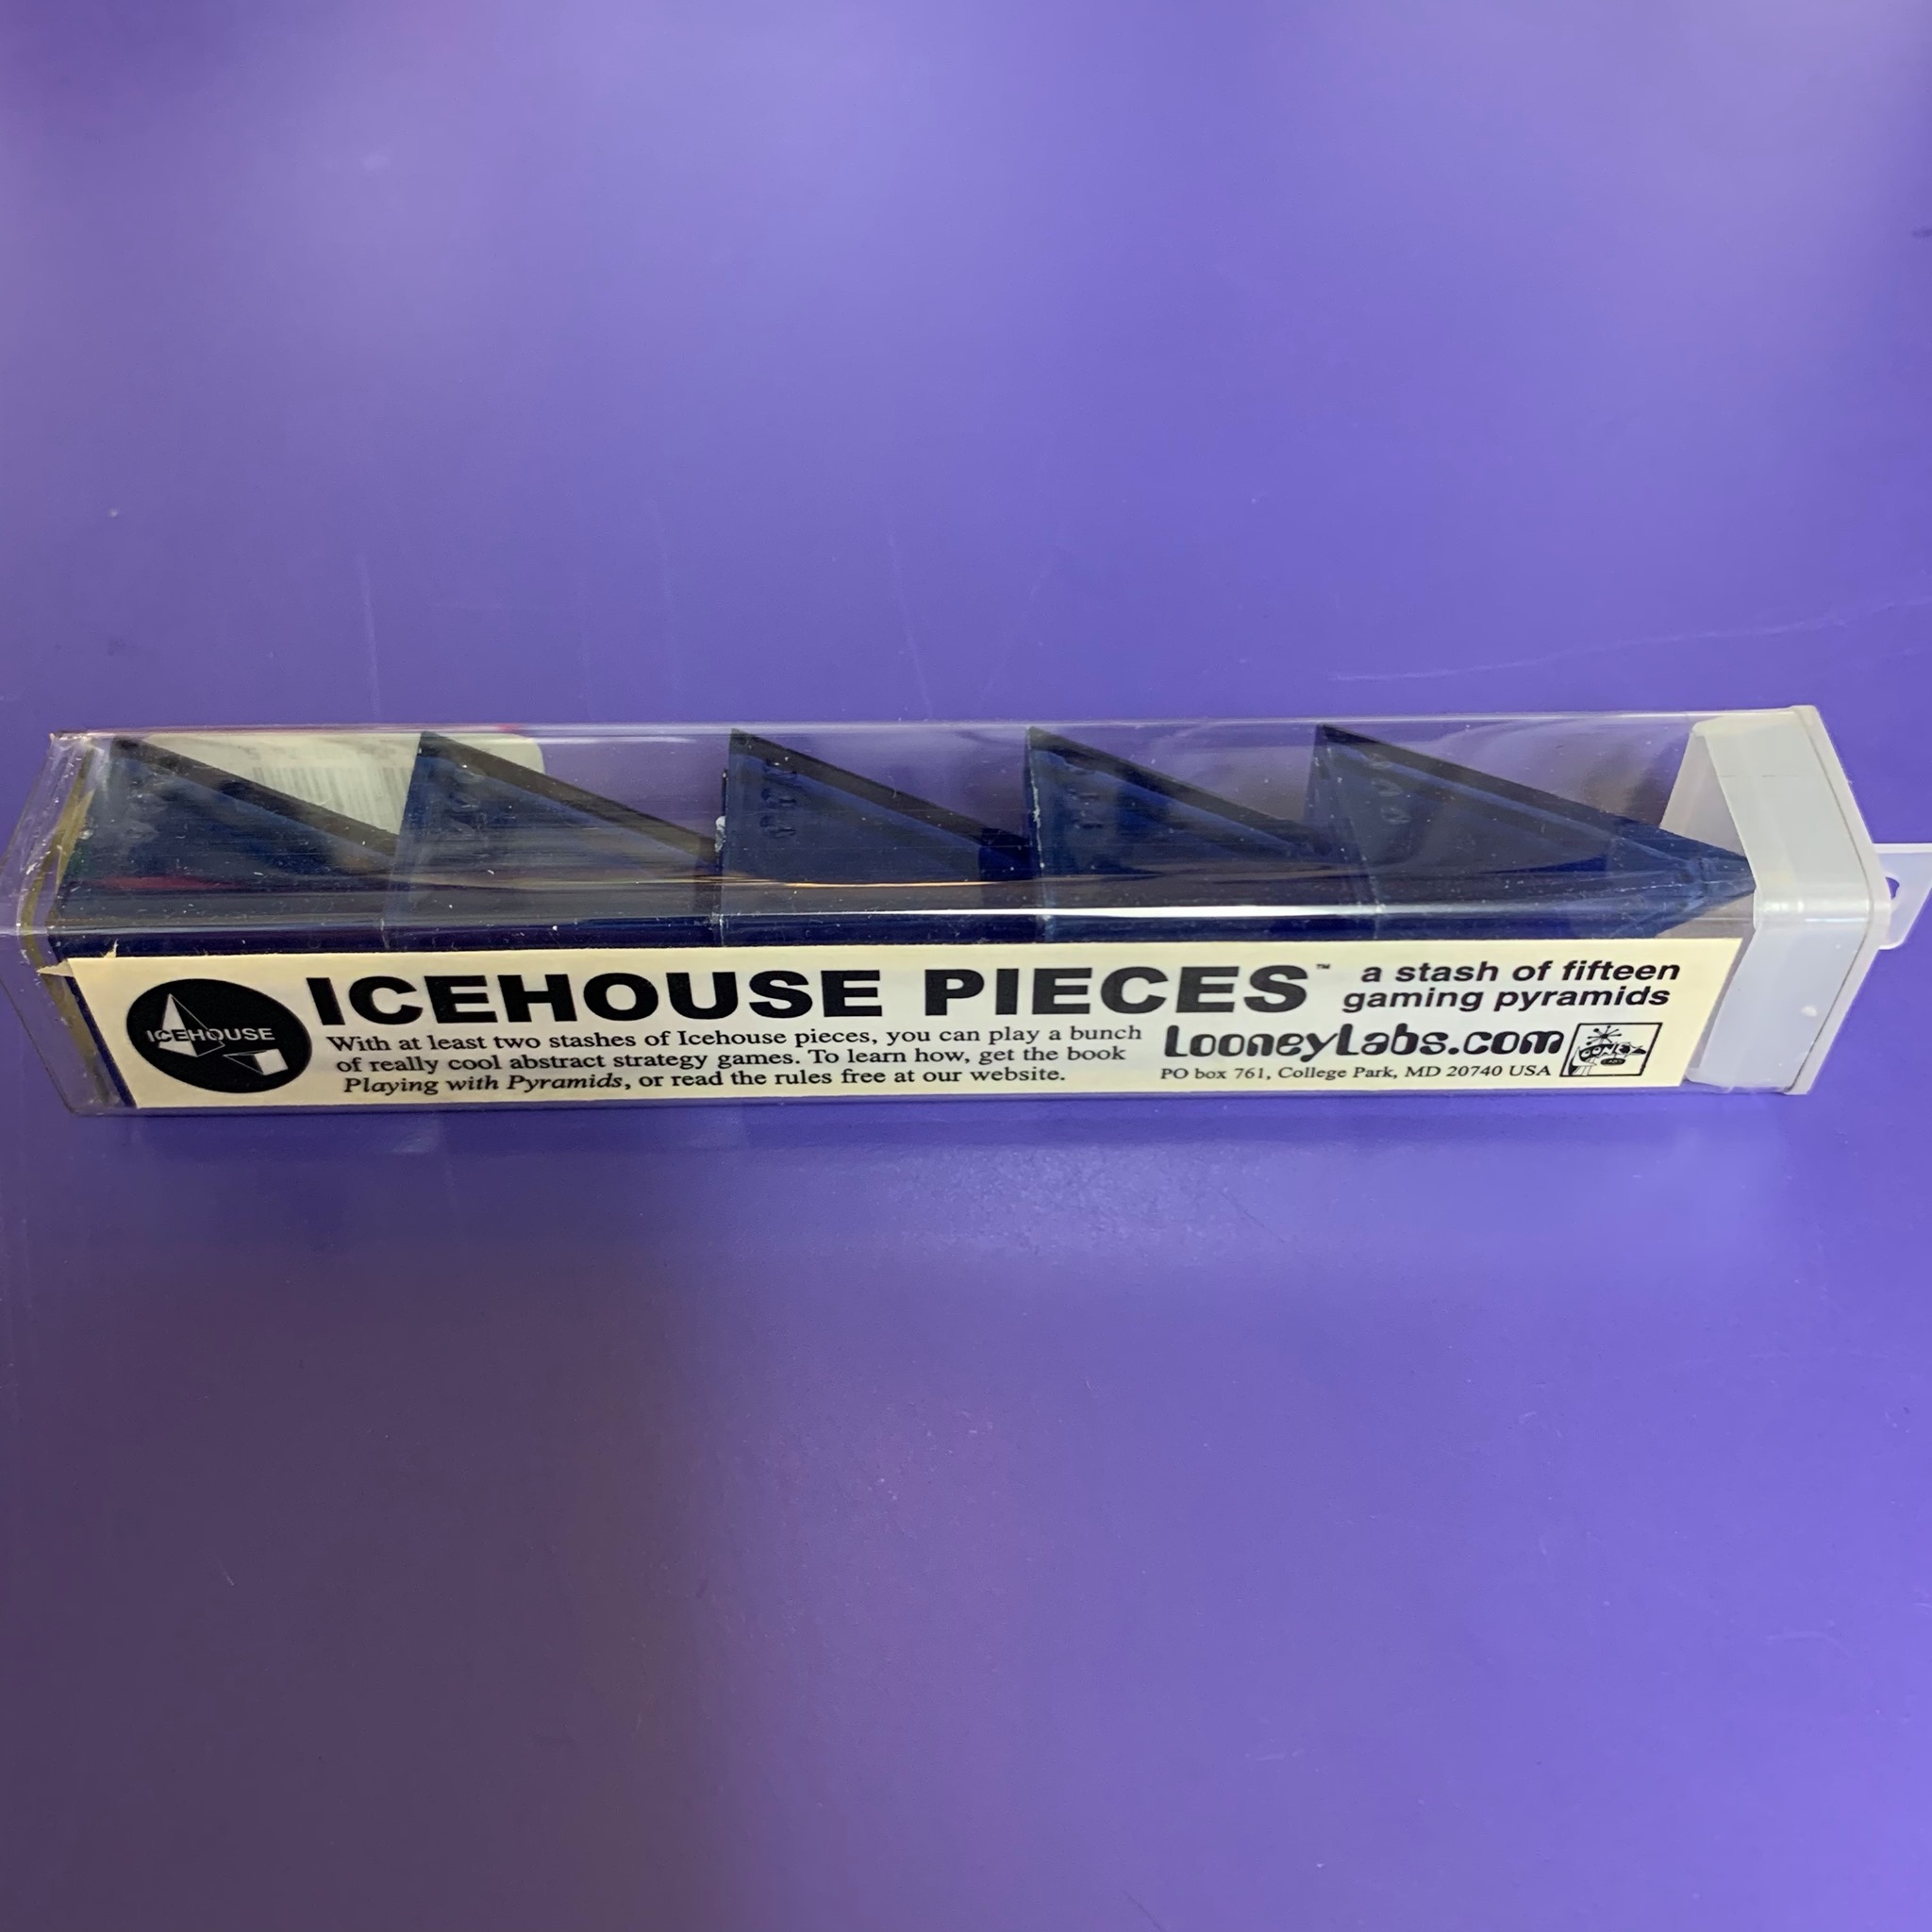 ICEHOUSE
ICEHOUSE PIECES™
a stash of fifteen
gaming pyramids
With at least two stashes of Icehouse pieces, you can play a bunch
of really cool abstract strategy games. To learn how, get the book
Playing with Pyramids, or read the rules free at our website.
LooneyLabs.com
PO box 761, College Park, MD 20740 USA